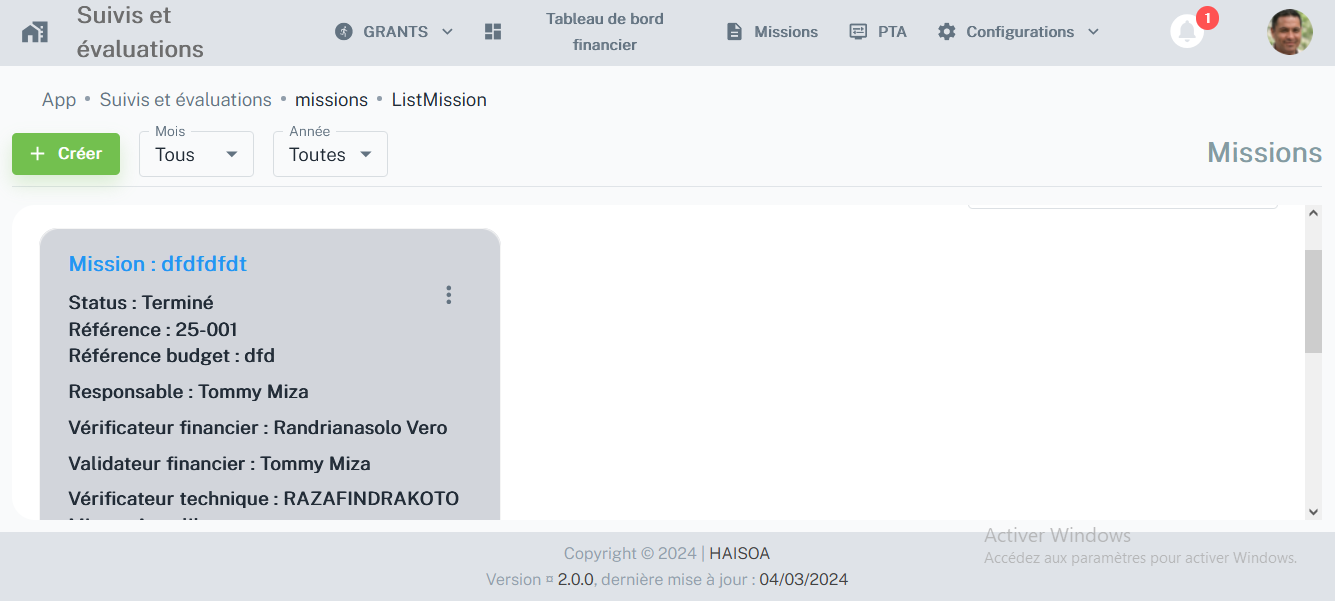 Suivis et
évaluations
GRANTS
Tableau de bord
financier
Missions
PTA
Configurations
1
App • Suivis et évaluations • missions • ListMission
+ Créer
Mois
Tous
Année
Toutes
Missions
Mission : dfdfdfdt
Status : Terminé
Référence : 25-001
Référence budget : dfd
Responsable : Tommy Miza
Vérificateur financier : Randrianasolo Vero
Validateur financier : Tommy Miza
Vérificateur technique : RAZAFINDRAKOTO
Activer Windows
Accédez aux paramètres pour activer Windows.
Copyright © 2024 | HAISOA
Version ¤ 2.0.0, dernière mise à jour : 04/03/2024